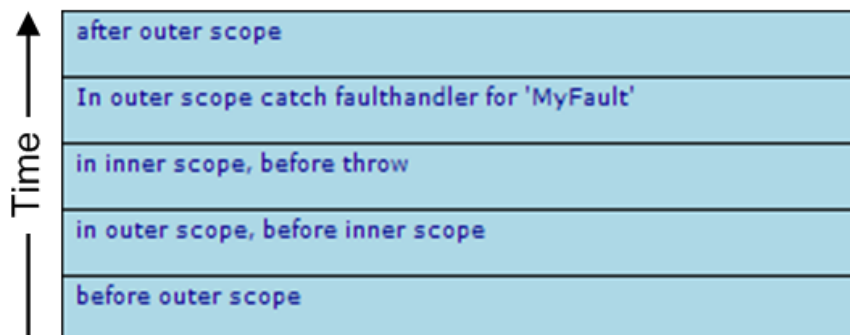 after outer scope
In outer scope catch faulthandler for 'MyFault'
in inner scope, before throw
in outer scope, before inner scope
before outer scope
Time